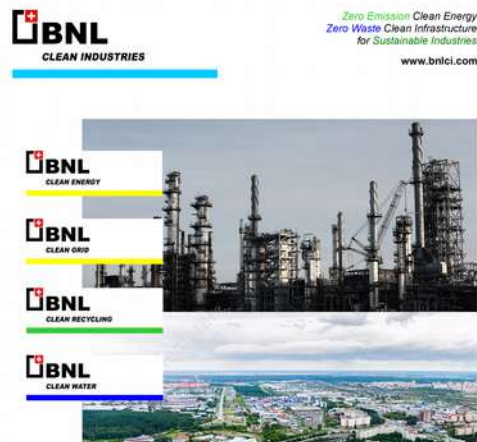 BNL
CLEAN INDUSTRIES
Zero Emission Clean Energy
Zero Waste Clean Infrastructure
for Sustainable Industries
www.bnlci.com
BNL
CLEAN ENERGY
BNL
CLEAN GRID
BNL
CLEAN RECYCLING
BNL
CLEAN WATER